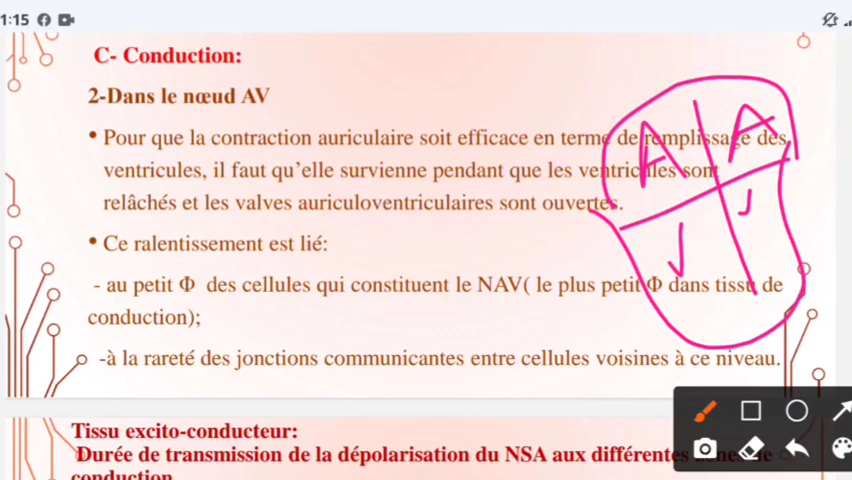 1:15
C- Conduction:
2-Dans le nœud AV
• Pour que la contraction auriculaire soit efficace en terme de remplissage des
ventricules, il faut qu’elle survienne pendant que les ventricules sont
relâchés et les valves auriculoventriculaires sont ouvertes.
A A
V V
• Ce ralentissement est lié:
- au petit Φ des cellules qui constituent le NAV( le plus petit Φ dans tissu de
conduction);
-à la rareté des jonctions communicantes entre cellules voisines à ce niveau.
Tissu excito-conducteur:
Durée de transmission de la dépolarisation du NSA aux différentes
conduction